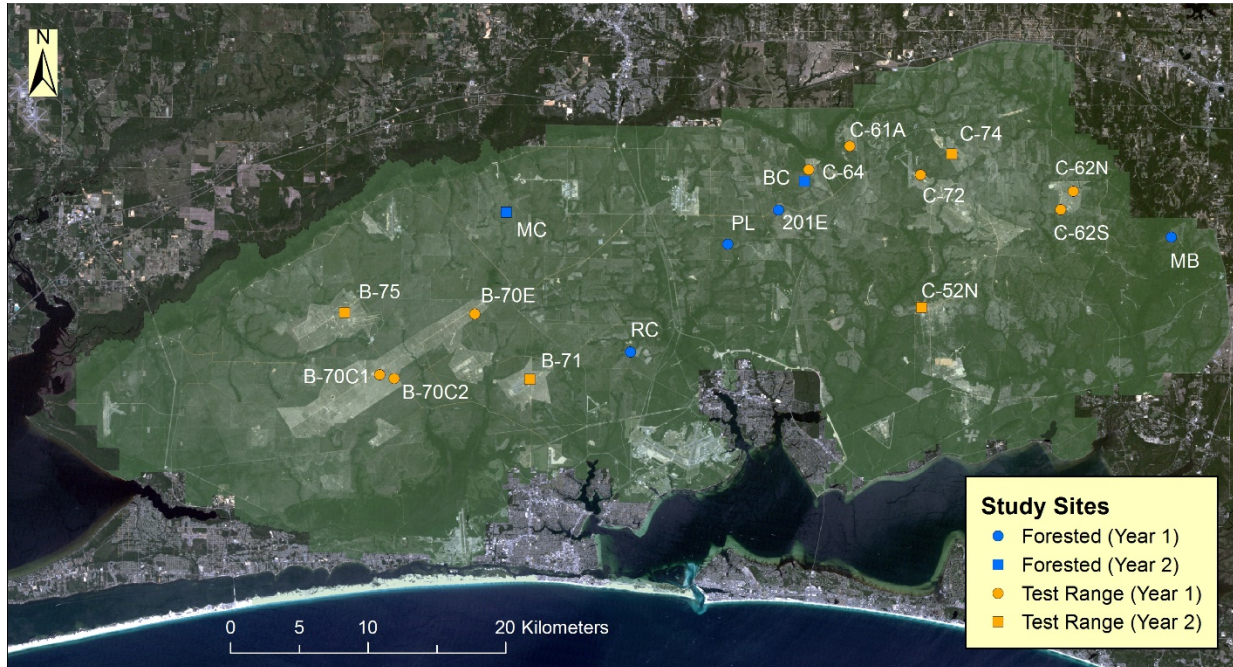 N
C-61A
C-74
C-64
BC
C-72
C-62N
MC
PL
201E
C-62S
MB
B-75
B-70E
C-52N
RC
B-70C1
B-70C2
B-71
Study Sites
Forested (Year 1)
Forested (Year 2)
Test Range (Year 1)
Test Range (Year 2)
0 5 10 20 Kilometers